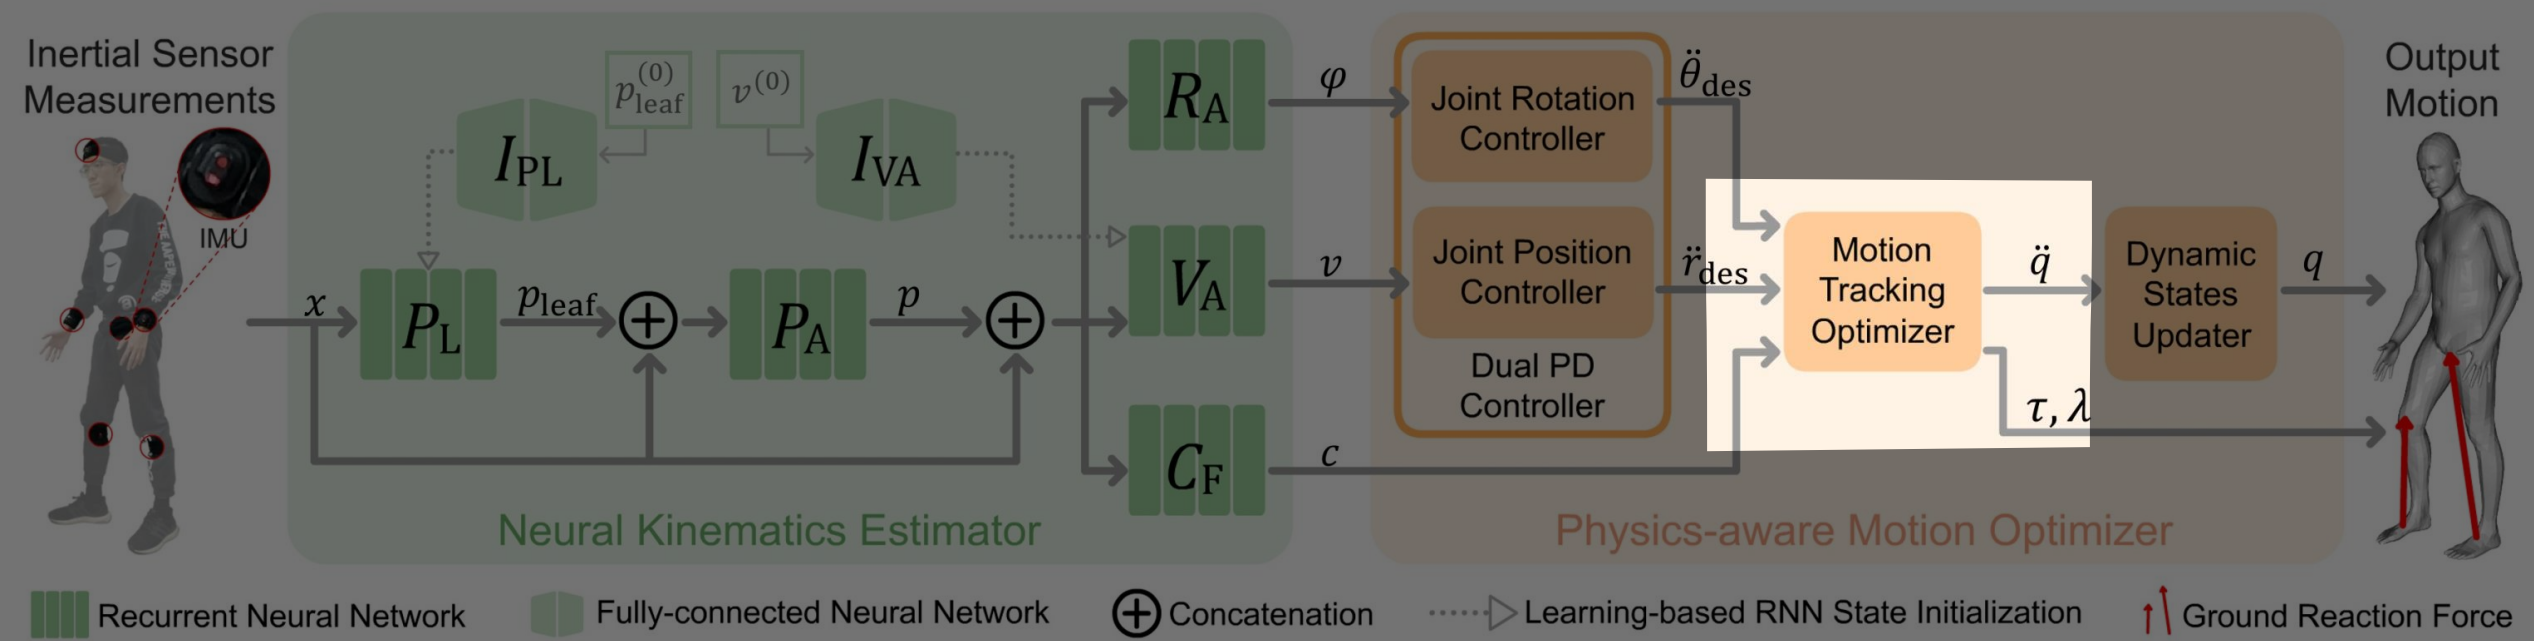 Inertial Sensor
Measurements
IMU
x
P_L
p_leaf
I_PL
p_leaf^(0)
v^(0)
I_VA
P_A
p
R_A
V_A
C_F
φ
v
c
Neural Kinematics Estimator
Joint Rotation
Controller
Joint Position
Controller
Dual PD
Controller
θ̈_des
r̈_des
Motion
Tracking
Optimizer
q̈
τ, λ
Dynamic
States
Updater
q
Physics-aware Motion Optimizer
Output
Motion
Recurrent Neural Network
Fully-connected Neural Network
Concatenation
Learning-based RNN State Initialization
Ground Reaction Force